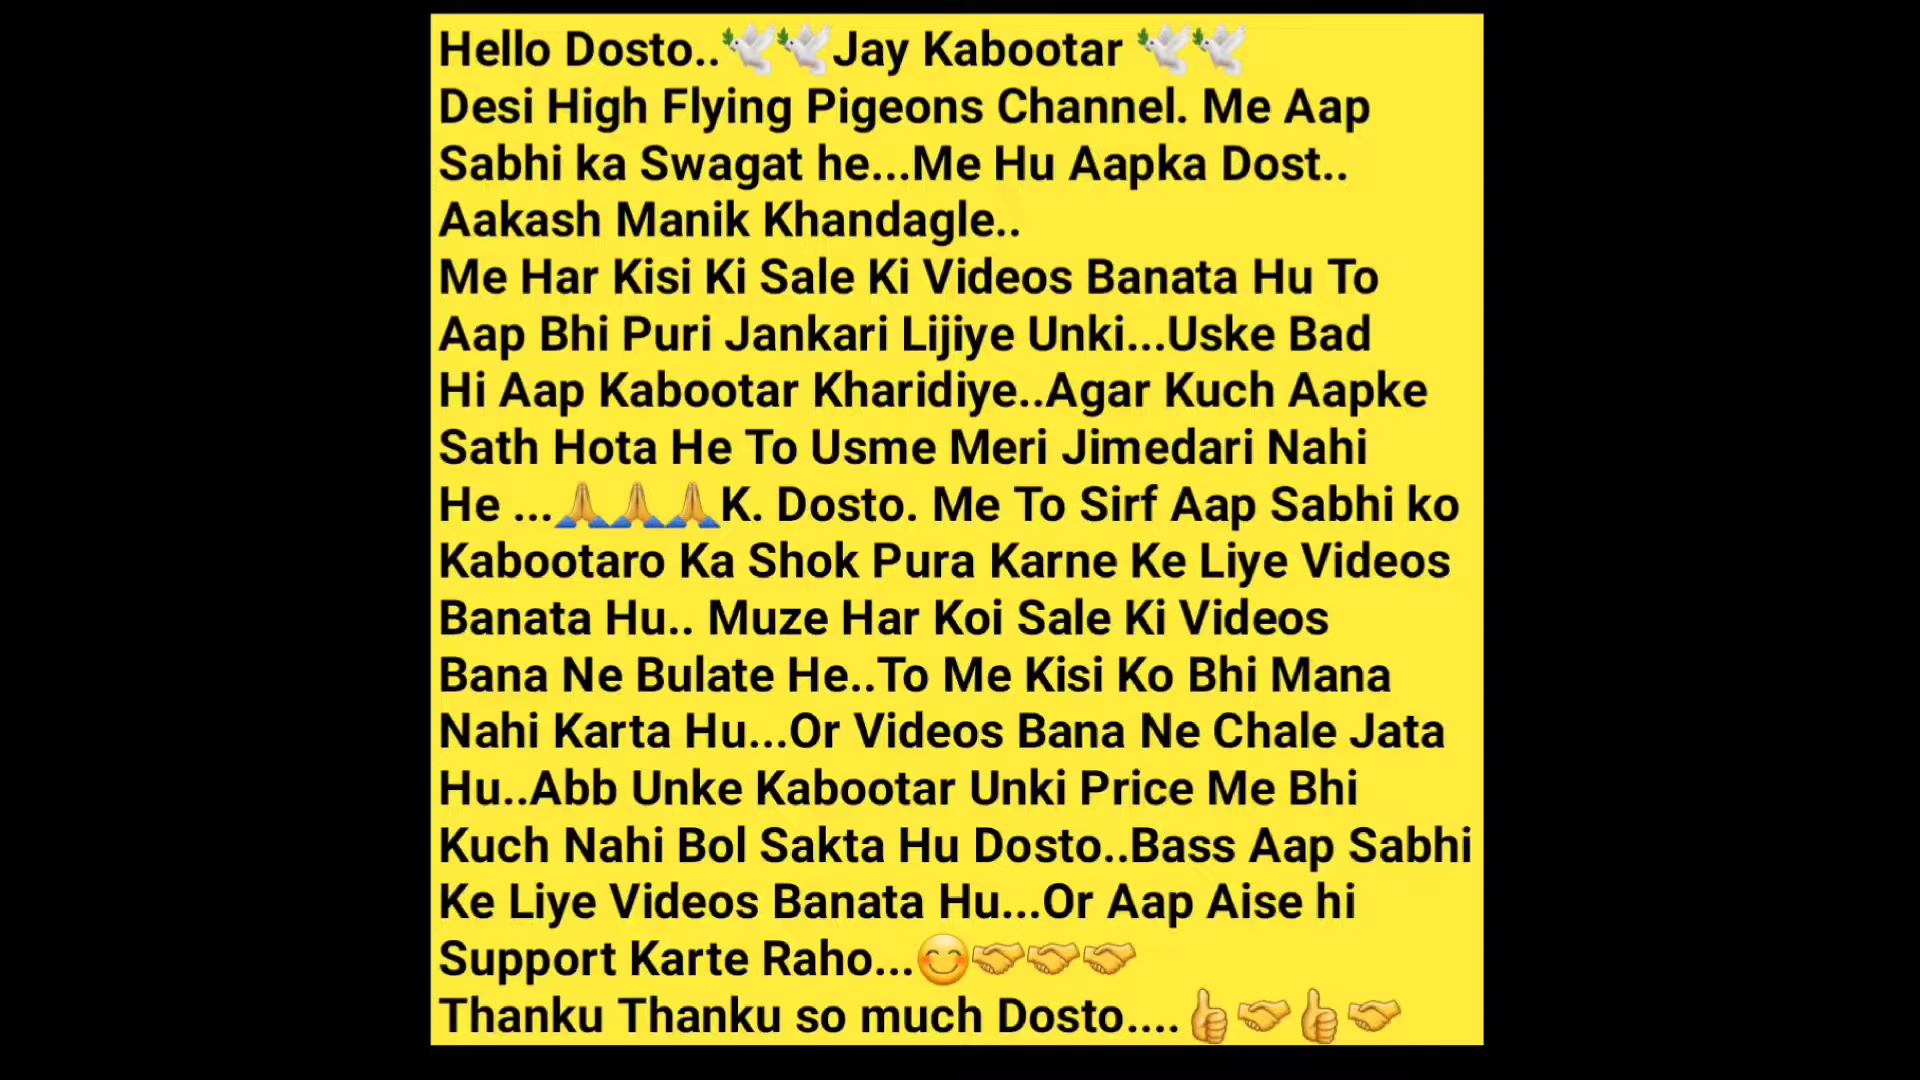 Hello Dosto..🕊️🕊️Jay Kabootar 🕊️🕊️
Desi High Flying Pigeons Channel. Me Aap
Sabhi ka Swagat he...Me Hu Aapka Dost..
Aakash Manik Khandagle..
Me Har Kisi Ki Sale Ki Videos Banata Hu To
Aap Bhi Puri Jankari Lijiye Unki...Uske Bad
Hi Aap Kabootar Kharidiye..Agar Kuch Aapke
Sath Hota He To Usme Meri Jimedari Nahi
He ...🙏🙏🙏K. Dosto. Me To Sirf Aap Sabhi ko
Kabootaro Ka Shok Pura Karne Ke Liye Videos
Banata Hu.. Muze Har Koi Sale Ki Videos
Bana Ne Bulate He..To Me Kisi Ko Bhi Mana
Nahi Karta Hu...Or Videos Bana Ne Chale Jata
Hu..Abb Unke Kabootar Unki Price Me Bhi
Kuch Nahi Bol Sakta Hu Dosto..Bass Aap Sabhi
Ke Liye Videos Banata Hu...Or Aap Aise hi
Support Karte Raho...😊🤝🤝🤝
Thanku Thanku so much Dosto....👍🤝👍🤝